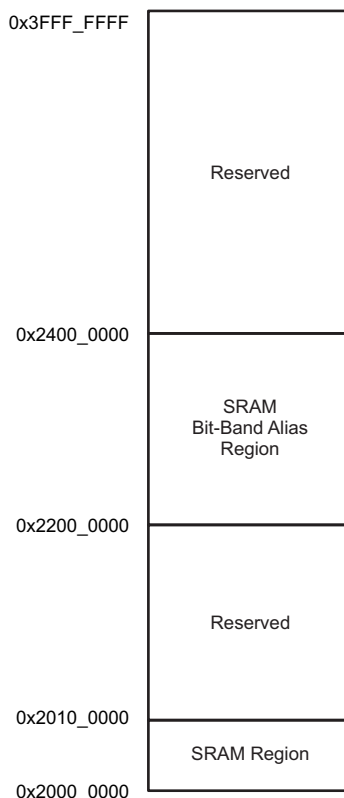 0x3FFF_FFFF
Reserved
0x2400_0000
SRAM
Bit-Band Alias
Region
0x2200_0000
Reserved
0x2010_0000
SRAM Region
0x2000_0000